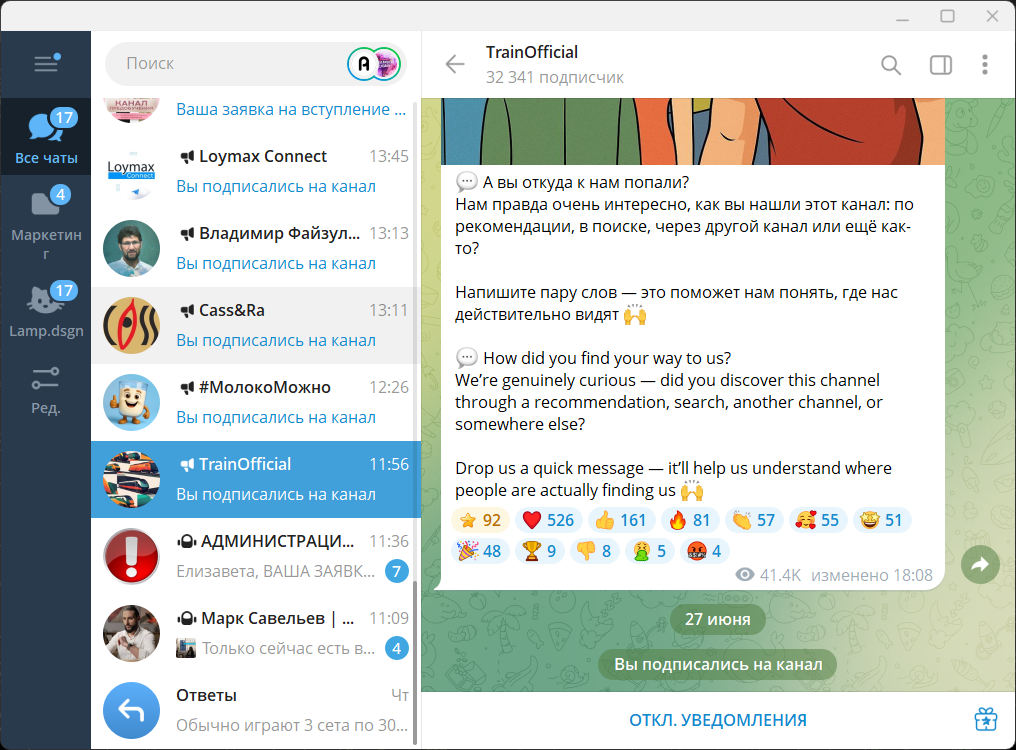 Поиск
A
17
Все чаты
4
Маркетин
г
17
Lamp.dsgn
Ред.
КАНАЛ
Ваша заявка на вступление ...
Loymax
Connect
Loymax Connect 13:45
Вы подписались на канал
Владимир Файзул... 13:13
Вы подписались на канал
Cass&Ra 13:11
Вы подписались на канал
#МолокоМожно 12:26
Вы подписались на канал
TrainOfficial 11:56
Вы подписались на канал
АДМИНИСТРАЦИ... 11:36
Елизавета, ВАША ЗАЯВК... 7
Марк Савельев | ... 11:09
Только сейчас есть в... 4
Ответы Чт
Обычно играют 3 сета по 30...
TrainOfficial
32 341 подписчик
💬 А вы откуда к нам попали?
Нам правда очень интересно, как вы нашли этот канал: по
рекомендации, в поиске, через другой канал или ещё как-
то?
Напишите пару слов — это поможет нам понять, где нас
действительно видят 🙌
💬 How did you find your way to us?
We’re genuinely curious — did you discover this channel
through a recommendation, search, another channel, or
somewhere else?
Drop us a quick message — it’ll help us understand where
people are actually finding us 🙌
⭐ 92 ❤️ 526 👍 161 🔥 81 👏 57 🥰 55 🤩 51
🎉 48 🏆 9 👎 8 🤮 5 🤬 4
41.4K изменено 18:08
27 июня
Вы подписались на канал
ОТКЛ. УВЕДОМЛЕНИЯ